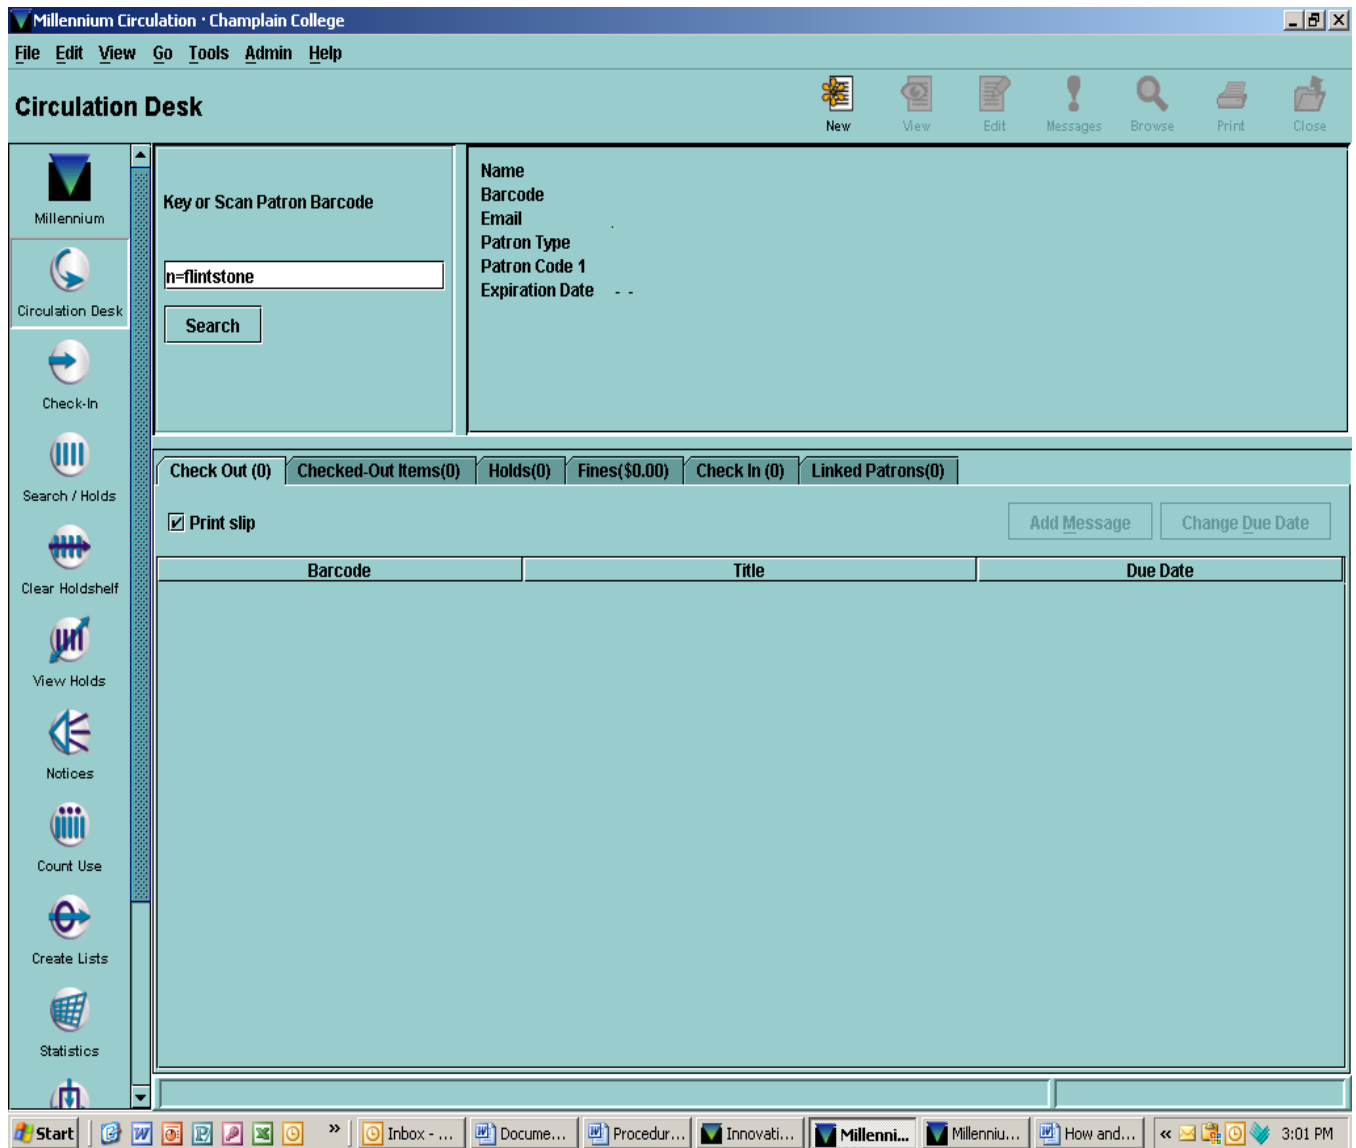 Millennium Circulation · Champlain College
File Edit View Go Tools Admin Help
Circulation Desk
New View Edit Messages Browse Print Close
Millennium
Circulation Desk
Check-In
Search / Holds
Clear Holdshelf
View Holds
Notices
Count Use
Create Lists
Statistics
Key or Scan Patron Barcode
n=flintstone
Search
Name
Barcode
Email .
Patron Type
Patron Code 1
Expiration Date - -
Check Out (0) Checked-Out Items(0) Holds(0) Fines($0.00) Check In (0) Linked Patrons(0)
Print slip Add Message Change Due Date
Barcode Title Due Date
Start » Inbox - ... Docume... Procedur... Innovati... Millenni... Millenniu... How and... « 3:01 PM